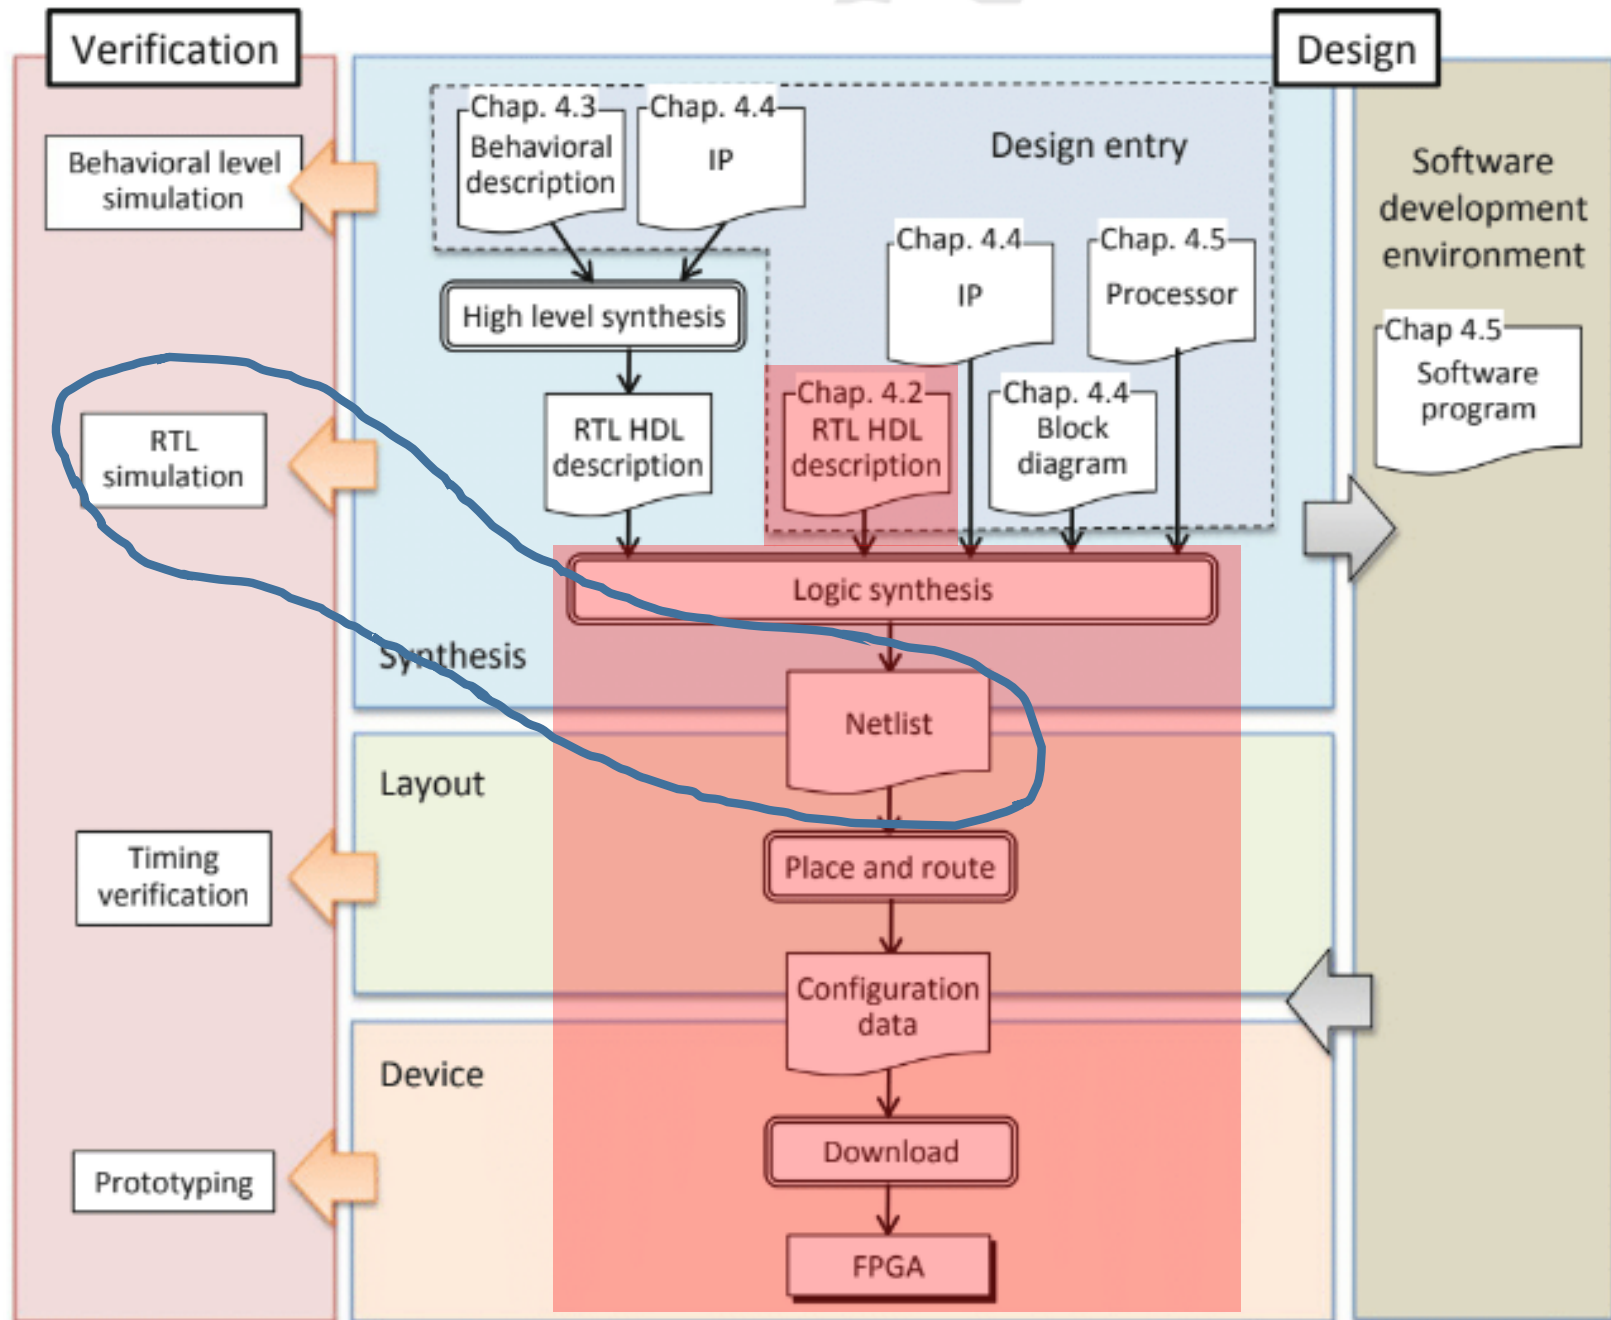 Verification
Design
Behavioral level
simulation
RTL
simulation
Timing
verification
Prototyping
Chap. 4.3
Behavioral
description
Chap. 4.4
IP
Design entry
High level synthesis
RTL HDL
description
Chap. 4.4
IP
Chap. 4.5
Processor
Chap. 4.2
RTL HDL
description
Chap. 4.4
Block
diagram
Logic synthesis
Synthesis
Netlist
Layout
Place and route
Configuration
data
Device
Download
FPGA
Software
development
environment
Chap 4.5
Software
program